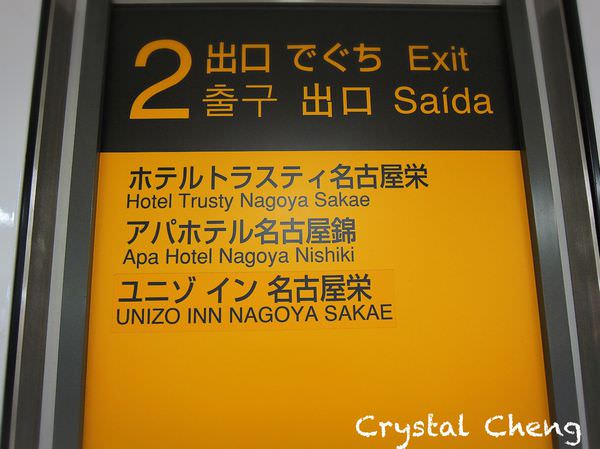 2 出口 でぐち Exit
출구 出口 Saída
ホテルトラスティ名古屋栄
Hotel Trusty Nagoya Sakae
アパホテル名古屋錦
Apa Hotel Nagoya Nishiki
ユニゾ イン 名古屋栄
UNIZO INN NAGOYA SAKAE
Crystal Cheng